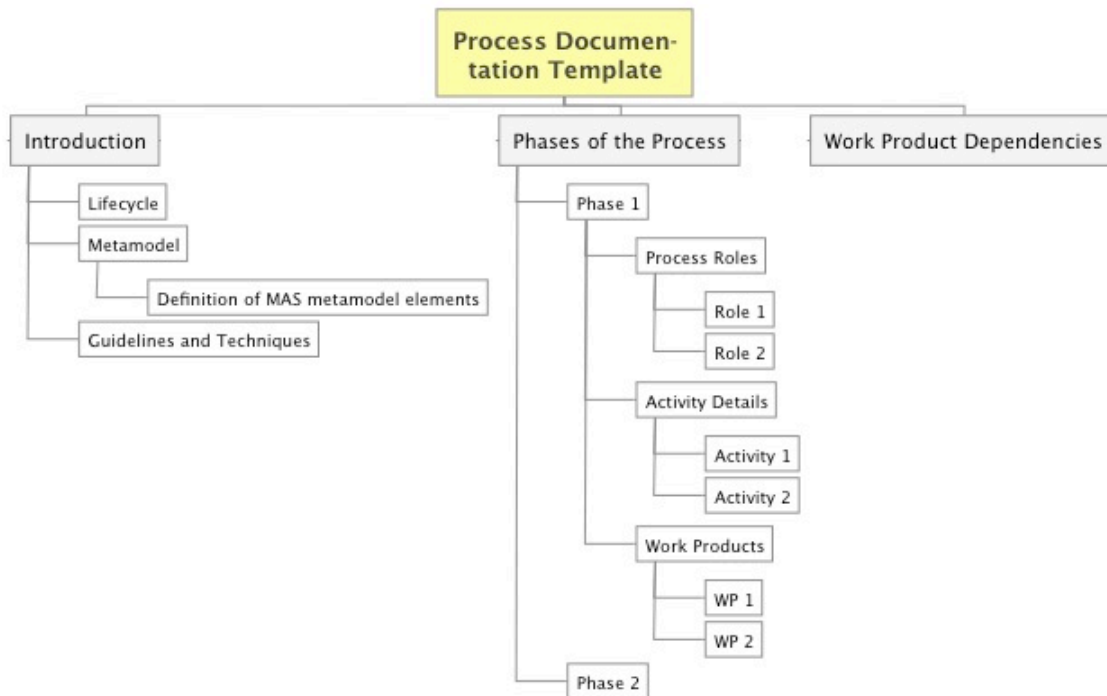 Process Documen-
tation Template
Introduction
Phases of the Process
Work Product Dependencies
Lifecycle
Metamodel
Definition of MAS metamodel elements
Guidelines and Techniques
Phase 1
Process Roles
Role 1
Role 2
Activity Details
Activity 1
Activity 2
Work Products
WP 1
WP 2
Phase 2